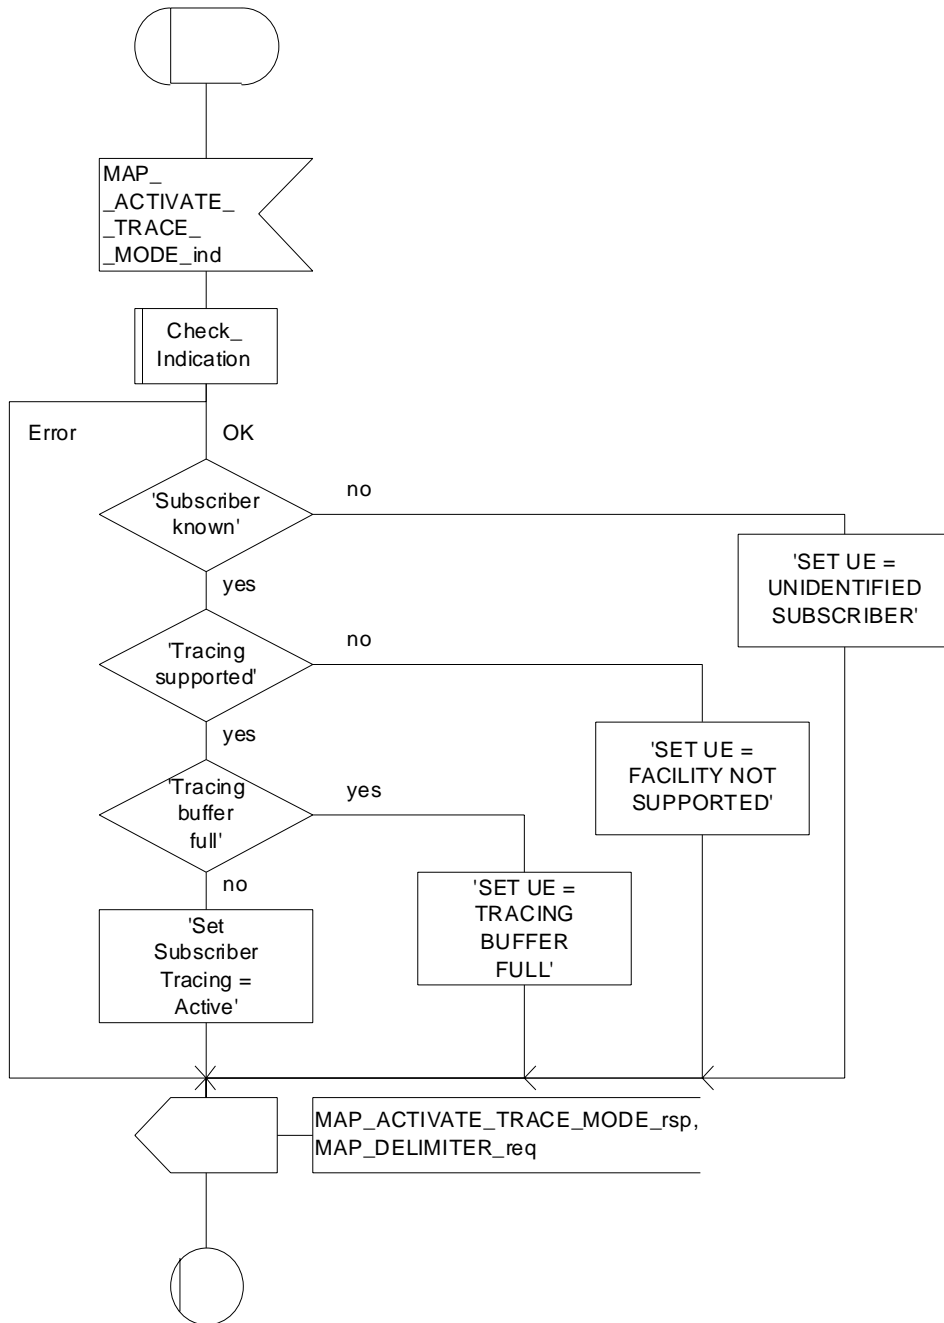 MAP_
_ACTIVATE_
_TRACE_
_MODE_ind
Check_
Indication
Error
OK
'Subscriber
known'
no
yes
'SET UE =
UNIDENTIFIED
SUBSCRIBER'
'Tracing
supported'
no
yes
'SET UE =
FACILITY NOT
SUPPORTED'
'Tracing
buffer
full'
yes
no
'SET UE =
TRACING
BUFFER
FULL'
'Set
Subscriber
Tracing =
Active'
MAP_ACTIVATE_TRACE_MODE_rsp,
MAP_DELIMITER_req